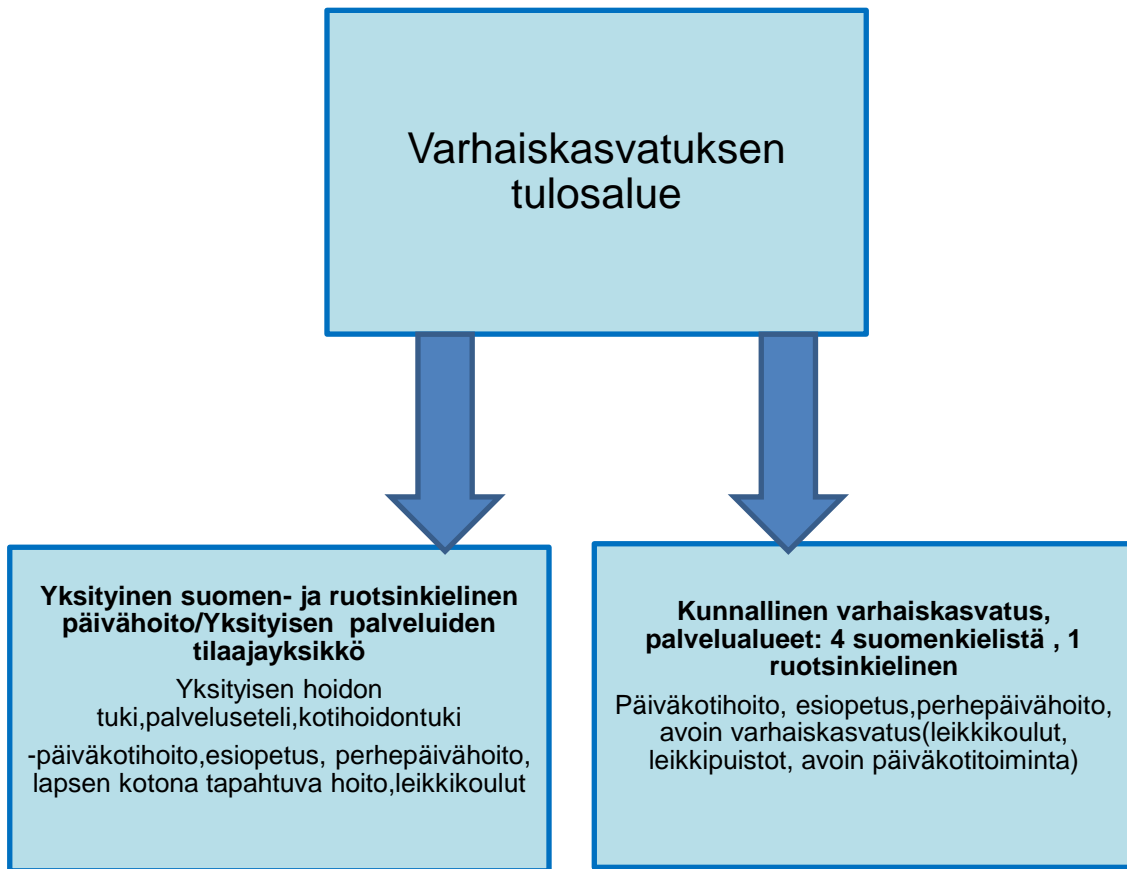 Varhaiskasvatuksen
tulosalue
Yksityinen suomen- ja ruotsinkielinen
päivähoito/Yksityisen palveluiden
tilaajayksikkö
Yksityisen hoidon
tuki,palveluseteli,kotihoidontuki
-päiväkotihoito,esiopetus, perhepäivähoito,
lapsen kotona tapahtuva hoito,leikkikoulut
Kunnallinen varhaiskasvatus,
palvelualueet: 4 suomenkielistä , 1
ruotsinkielinen
Päiväkotihoito, esiopetus,perhepäivähoito,
avoin varhaiskasvatus(leikkikoulut,
leikkipuistot, avoin päiväkotitoiminta)